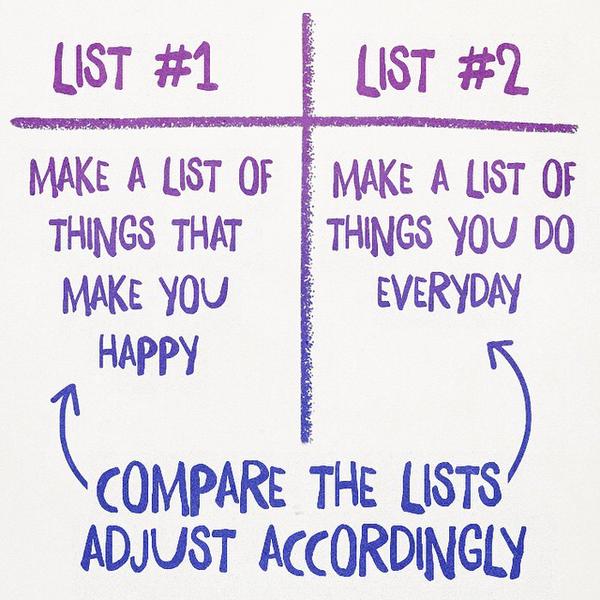 LIST #1
MAKE A LIST OF
THINGS THAT
MAKE YOU
HAPPY
LIST #2
MAKE A LIST OF
THINGS YOU DO
EVERYDAY
COMPARE THE LISTS
ADJUST ACCORDINGLY